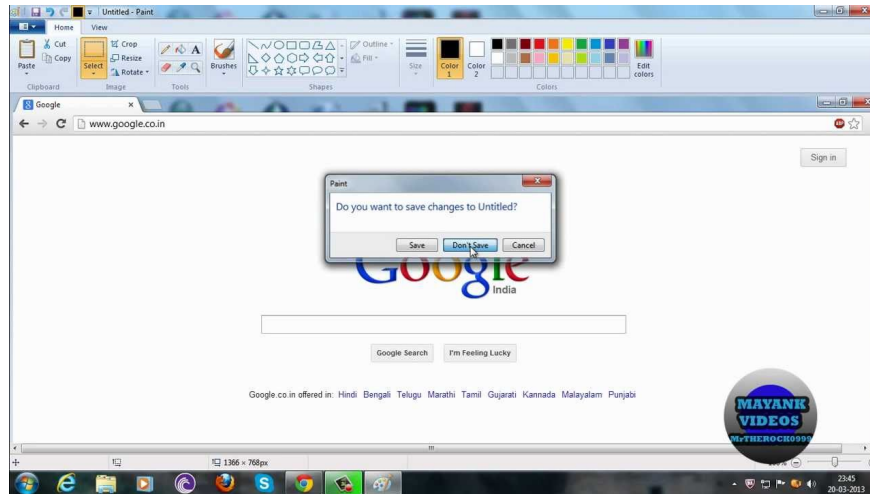 Untitled - Paint
Home View
Paste
Cut
Copy
Clipboard
Select
Crop
Resize
Rotate
Image
Tools
Brushes
Outline
Fill
Shapes
Size
Color 1
Color 2
Edit colors
Colors
Google
www.google.co.in
Sign in
Paint
Do you want to save changes to Untitled?
Save Don't Save Cancel
Google
India
Google Search I'm Feeling Lucky
Google.co.in offered in: Hindi Bengali Telugu Marathi Tamil Gujarati Kannada Malayalam Punjabi
MAYANK
VIDEOS
MrTHEROCK0999
1366 × 768px
23:45
20-03-2013